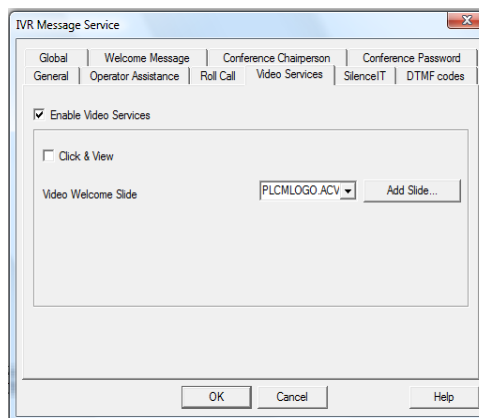 IVR Message Service
Global Welcome Message Conference Chairperson Conference Password
General Operator Assistance Roll Call Video Services SilenceIT DTMF codes
Enable Video Services
Click & View
Video Welcome Slide PLCMLOGO.ACV Add Slide...
OK Cancel Help